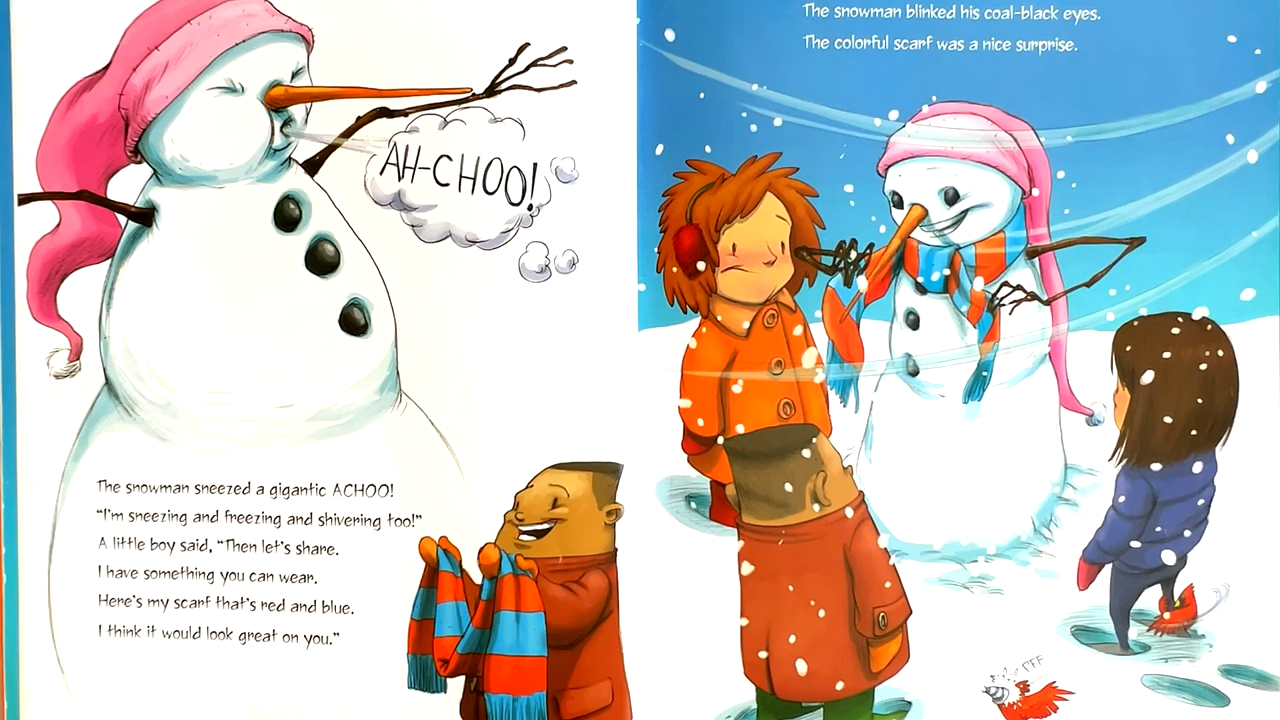 AH-CHOO!
The snowman sneezed a gigantic ACHOO!
“I'm sneezing and freezing and shivering too!”
A little boy said, “Then let's share.
I have something you can wear.
Here's my scarf that's red and blue.
I think it would look great on you.”
The snowman blinked his coal-black eyes.
The colorful scarf was a nice surprise.
PFF